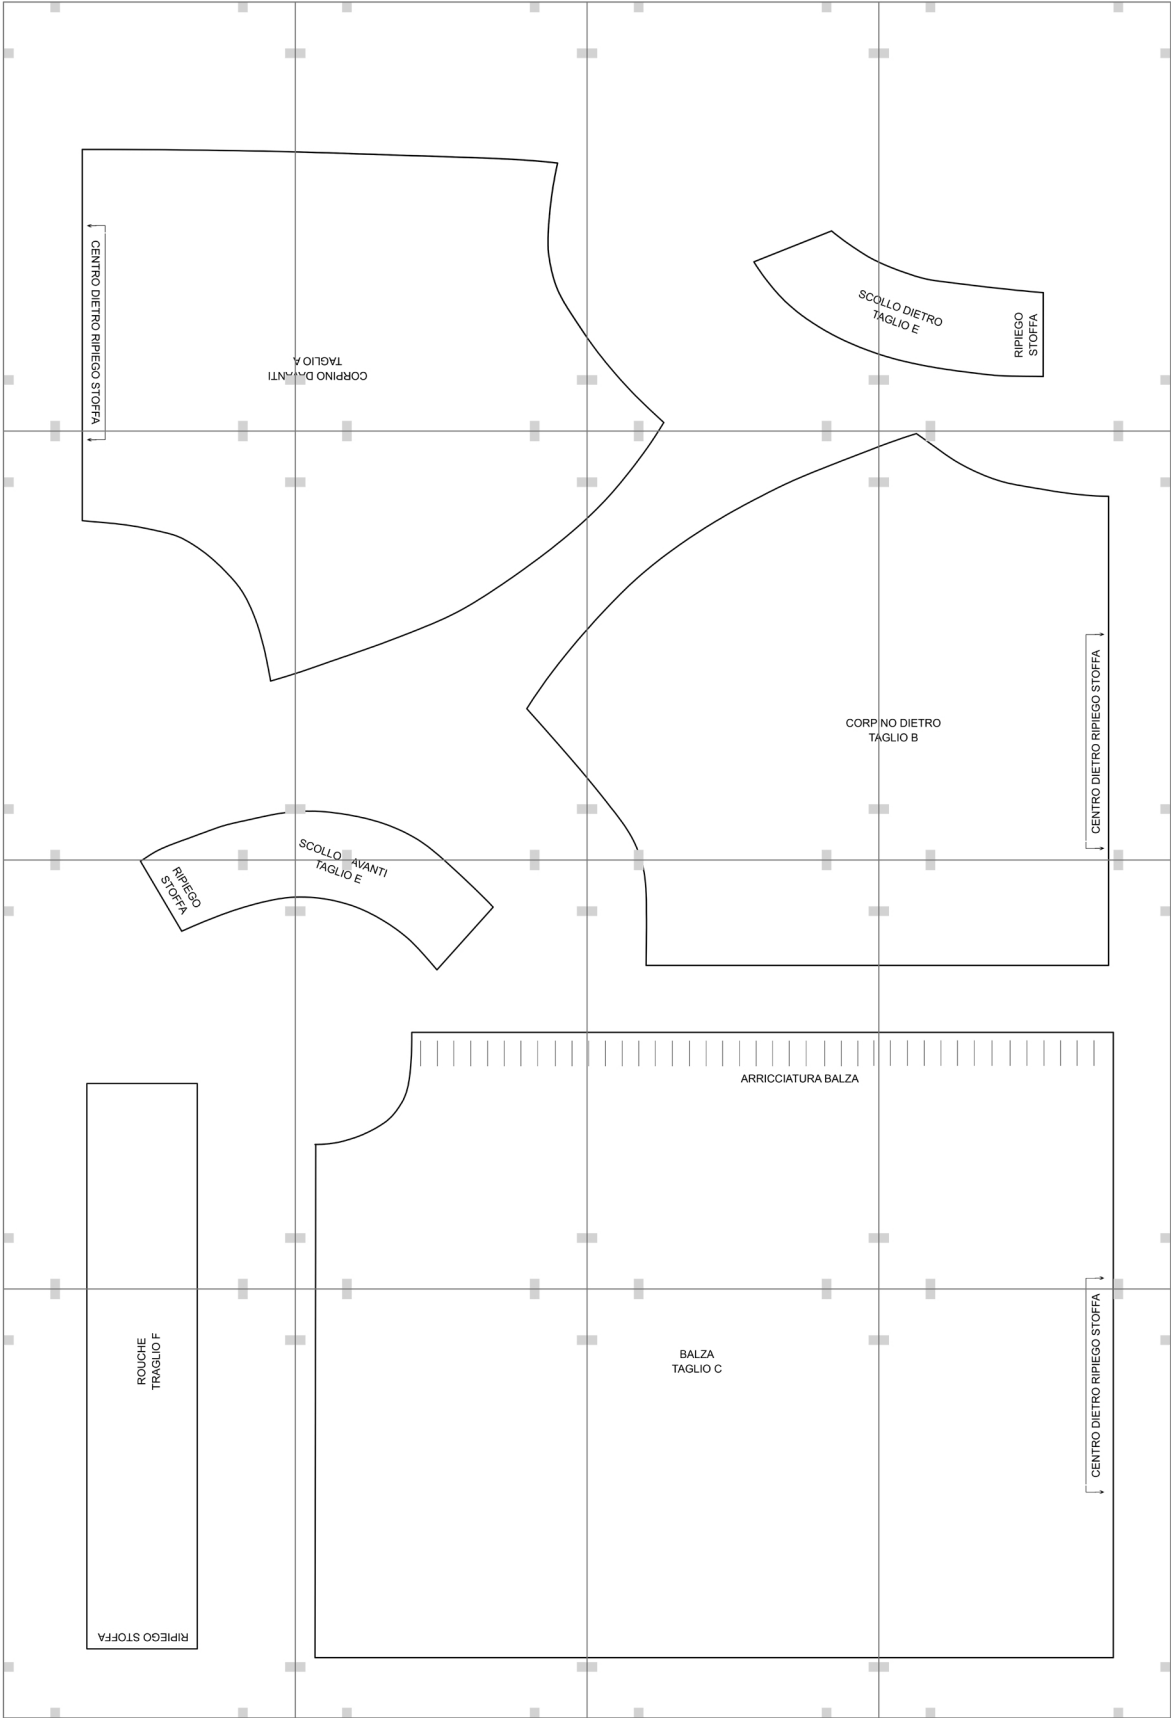 CENTRO DIETRO RIPIEGO STOFFA
CORPINO DAVANTI
TAGLIO A
SCOLLO DIETRO
TAGLIO E
RIPIEGO
STOFFA
CORPINO DIETRO
TAGLIO B
CENTRO DIETRO RIPIEGO STOFFA
SCOLLO AVANTI
TAGLIO E
RIPIEGO
STOFFA
ARRICCIATURA BALZA
ROUCHE
TRAGLIO F
RIPIEGO STOFFA
BALZA
TAGLIO C
CENTRO DIETRO RIPIEGO STOFFA